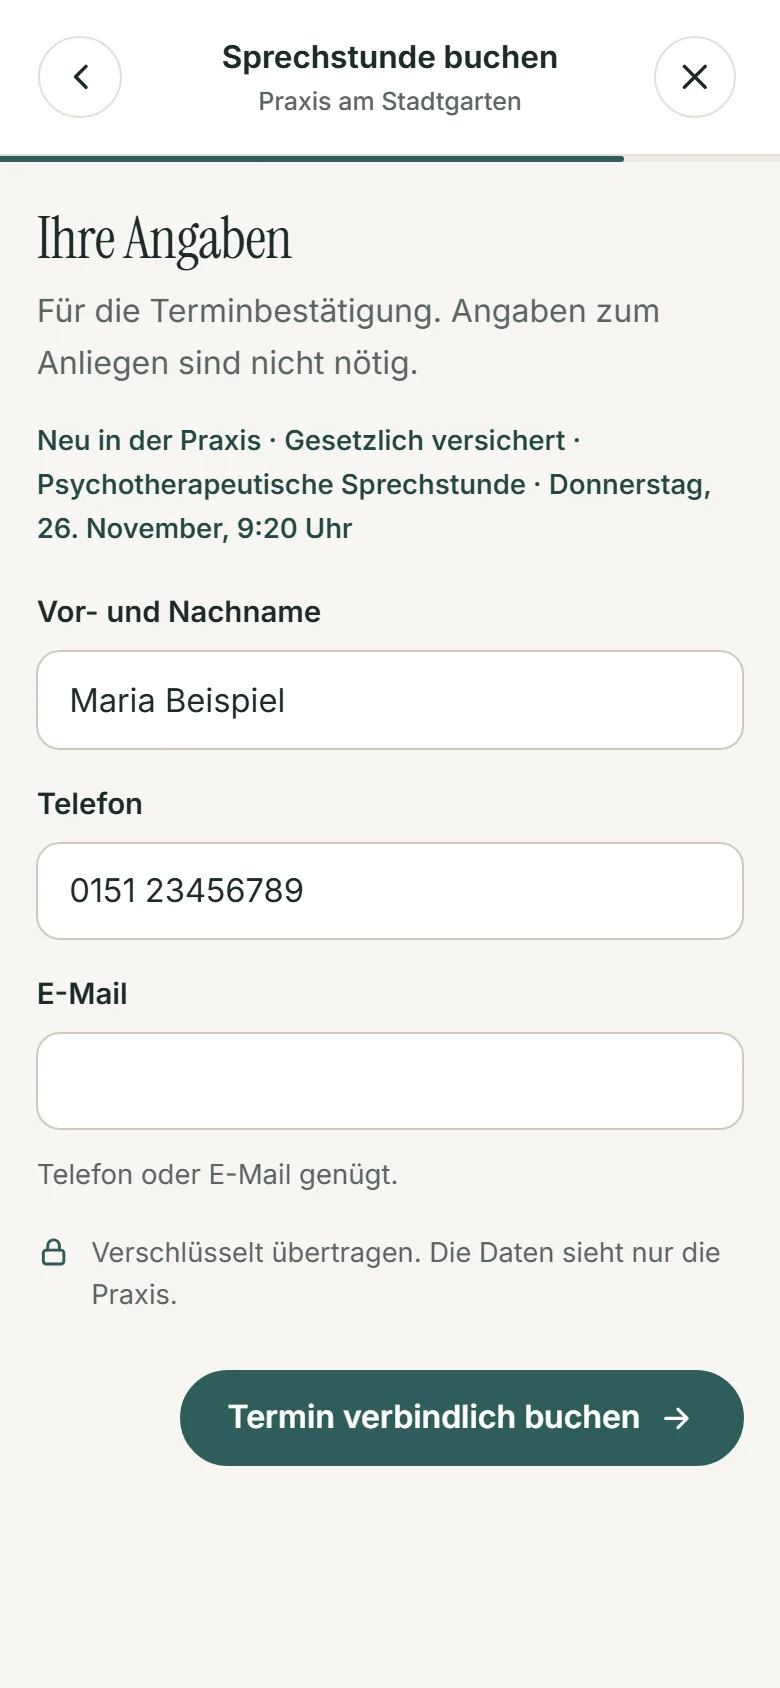 Sprechstunde buchen
Praxis am Stadtgarten
Ihre Angaben
Für die Terminbestätigung. Angaben zum
Anliegen sind nicht nötig.
Neu in der Praxis · Gesetzlich versichert ·
Psychotherapeutische Sprechstunde · Donnerstag,
26. November, 9:20 Uhr
Vor- und Nachname
Maria Beispiel
Telefon
0151 23456789
E-Mail
Telefon oder E-Mail genügt.
Verschlüsselt übertragen. Die Daten sieht nur die
Praxis.
Termin verbindlich buchen →